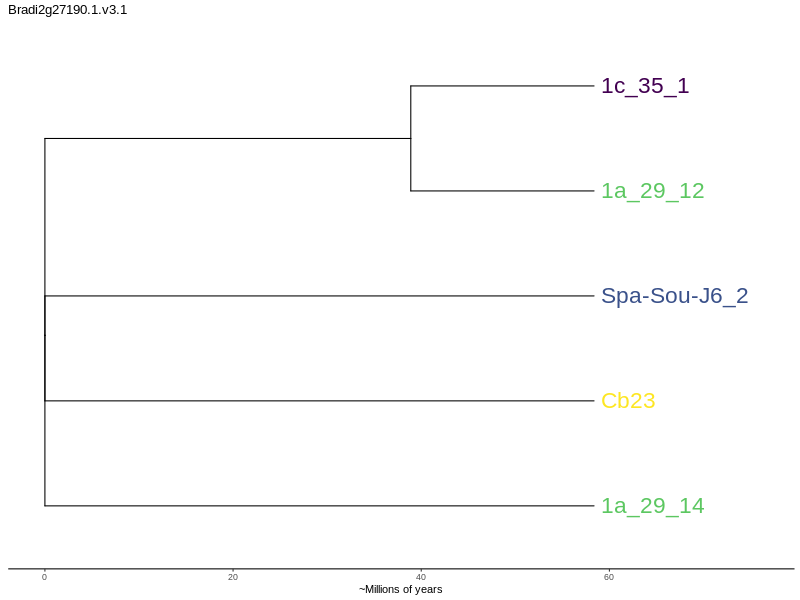 Bradi2g27190.1.v3.1
1c_35_1
1a_29_12
Spa-Sou-J6_2
Cb23
1a_29_14
0 20 40 60
~Millions of years